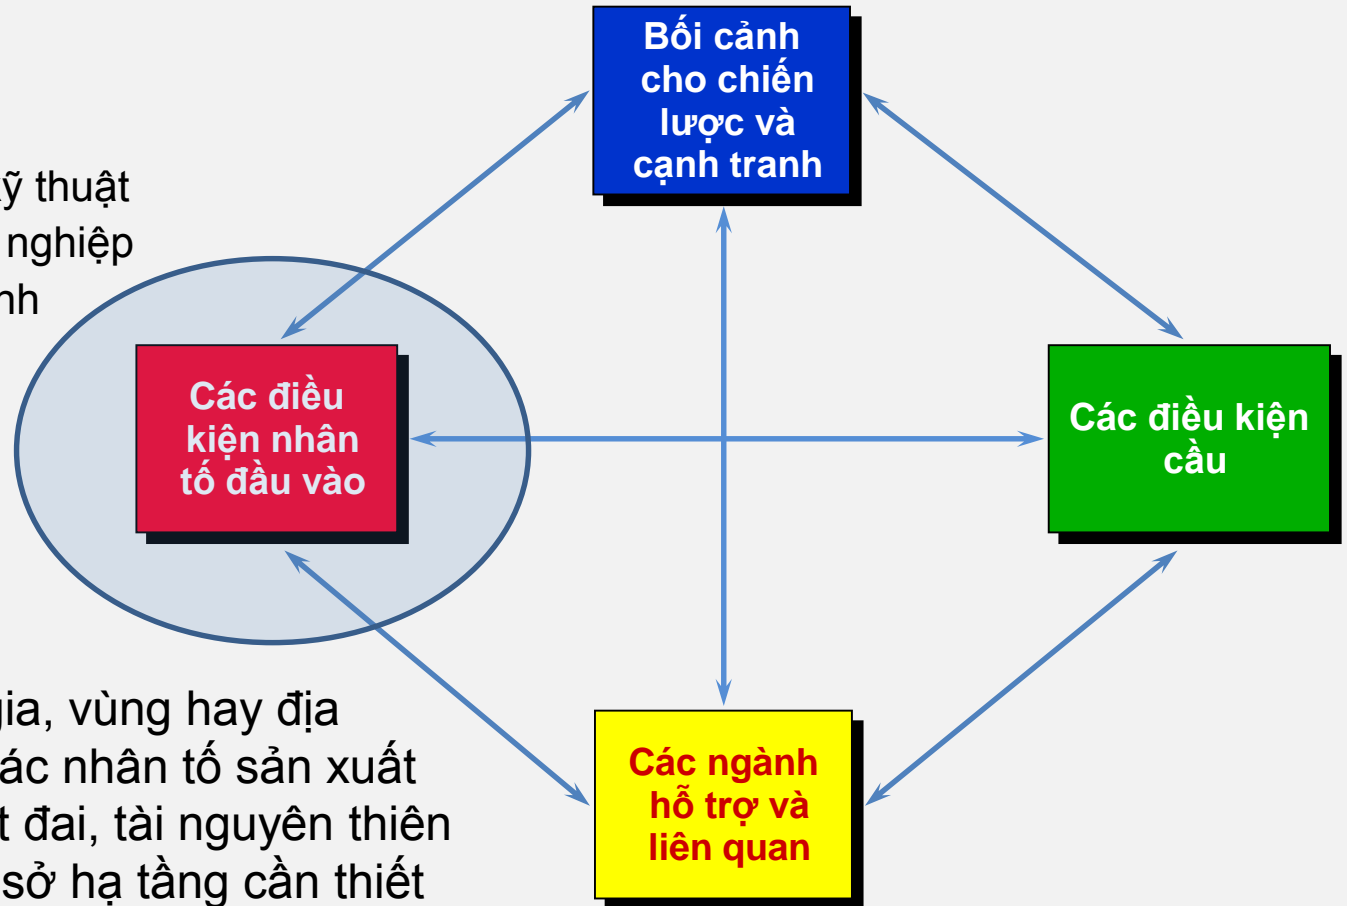 Bối cảnh
cho chiến
lược và
cạnh tranh
kỹ thuật
nghiệp
Các điều
kiện nhân
tố đầu vào
Các điều kiện
cầu
Các ngành
hỗ trợ và
liên quan
gia, vùng hay địa
ác nhân tố sản xuất
t đai, tài nguyên thiên
sở hạ tầng cần thiết